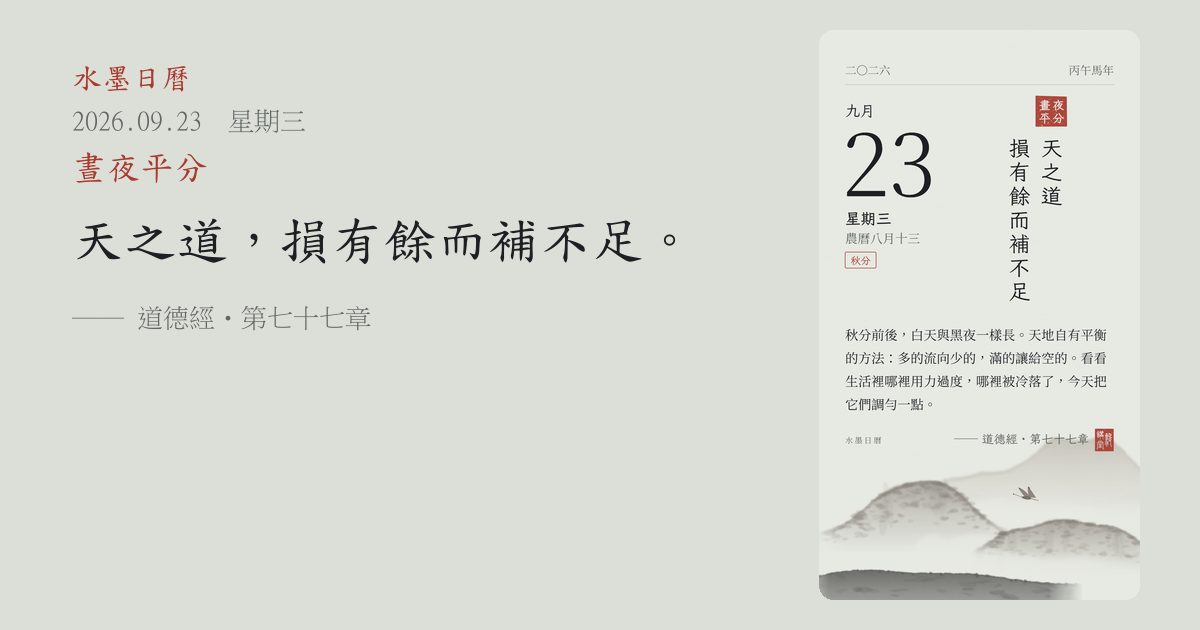 水墨日曆
2026.09.23 星期三
晝夜平分
天之道，損有餘而補不足。
—— 道德經・第七十七章
二〇二六
丙午馬年
九月
23
星期三
農曆八月十三
秋分
晝夜平分
天之道
損有餘而補不足
秋分前後，白天與黑夜一樣長。天地自有平衡
的方法：多的流向少的，滿的讓給空的。看看
生活裡哪裡用力過度，哪裡被冷落了，今天把
它們調勻一點。
水墨日曆
—— 道德經・第七十七章